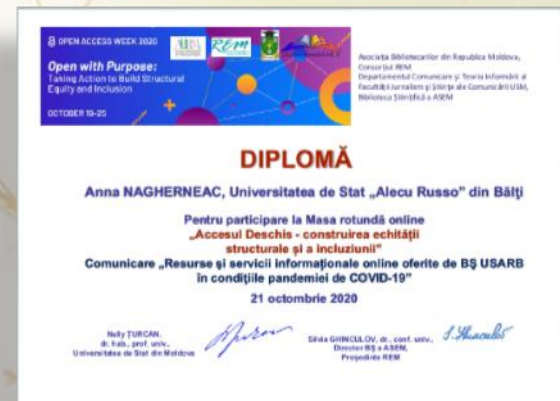 OPEN ACCESS WEEK 2020
REM
Open with Purpose:
Taking Action to Build Structural
Equity and Inclusion
OCTOBER 19-25
Asociația Bibliotecarilor din Republica Moldova,
Consorțiul REM
Departamentul Comunicare și Teoria Informării al
Facultății Jurnalism și Științe ale Comunicării USM,
Biblioteca Științifică a ASEM
DIPLOMĂ
Anna NAGHERNEAC, Universitatea de Stat „Alecu Russo” din Bălți
Pentru participare la Masa rotundă online
„Accesul Deschis - construirea echității
structurale și a incluziunii”
Comunicare „Resurse și servicii informaționale online oferite de BȘ USARB
în condițiile pandemiei de COVID-19”
21 octombrie 2020
Nelly ȚURCAN,
dr. hab., prof. univ.,
Universitatea de Stat din Moldova
Silvia GHINCULOV, dr., conf. univ.,
Director BȘ a ASEM,
Președinte REM